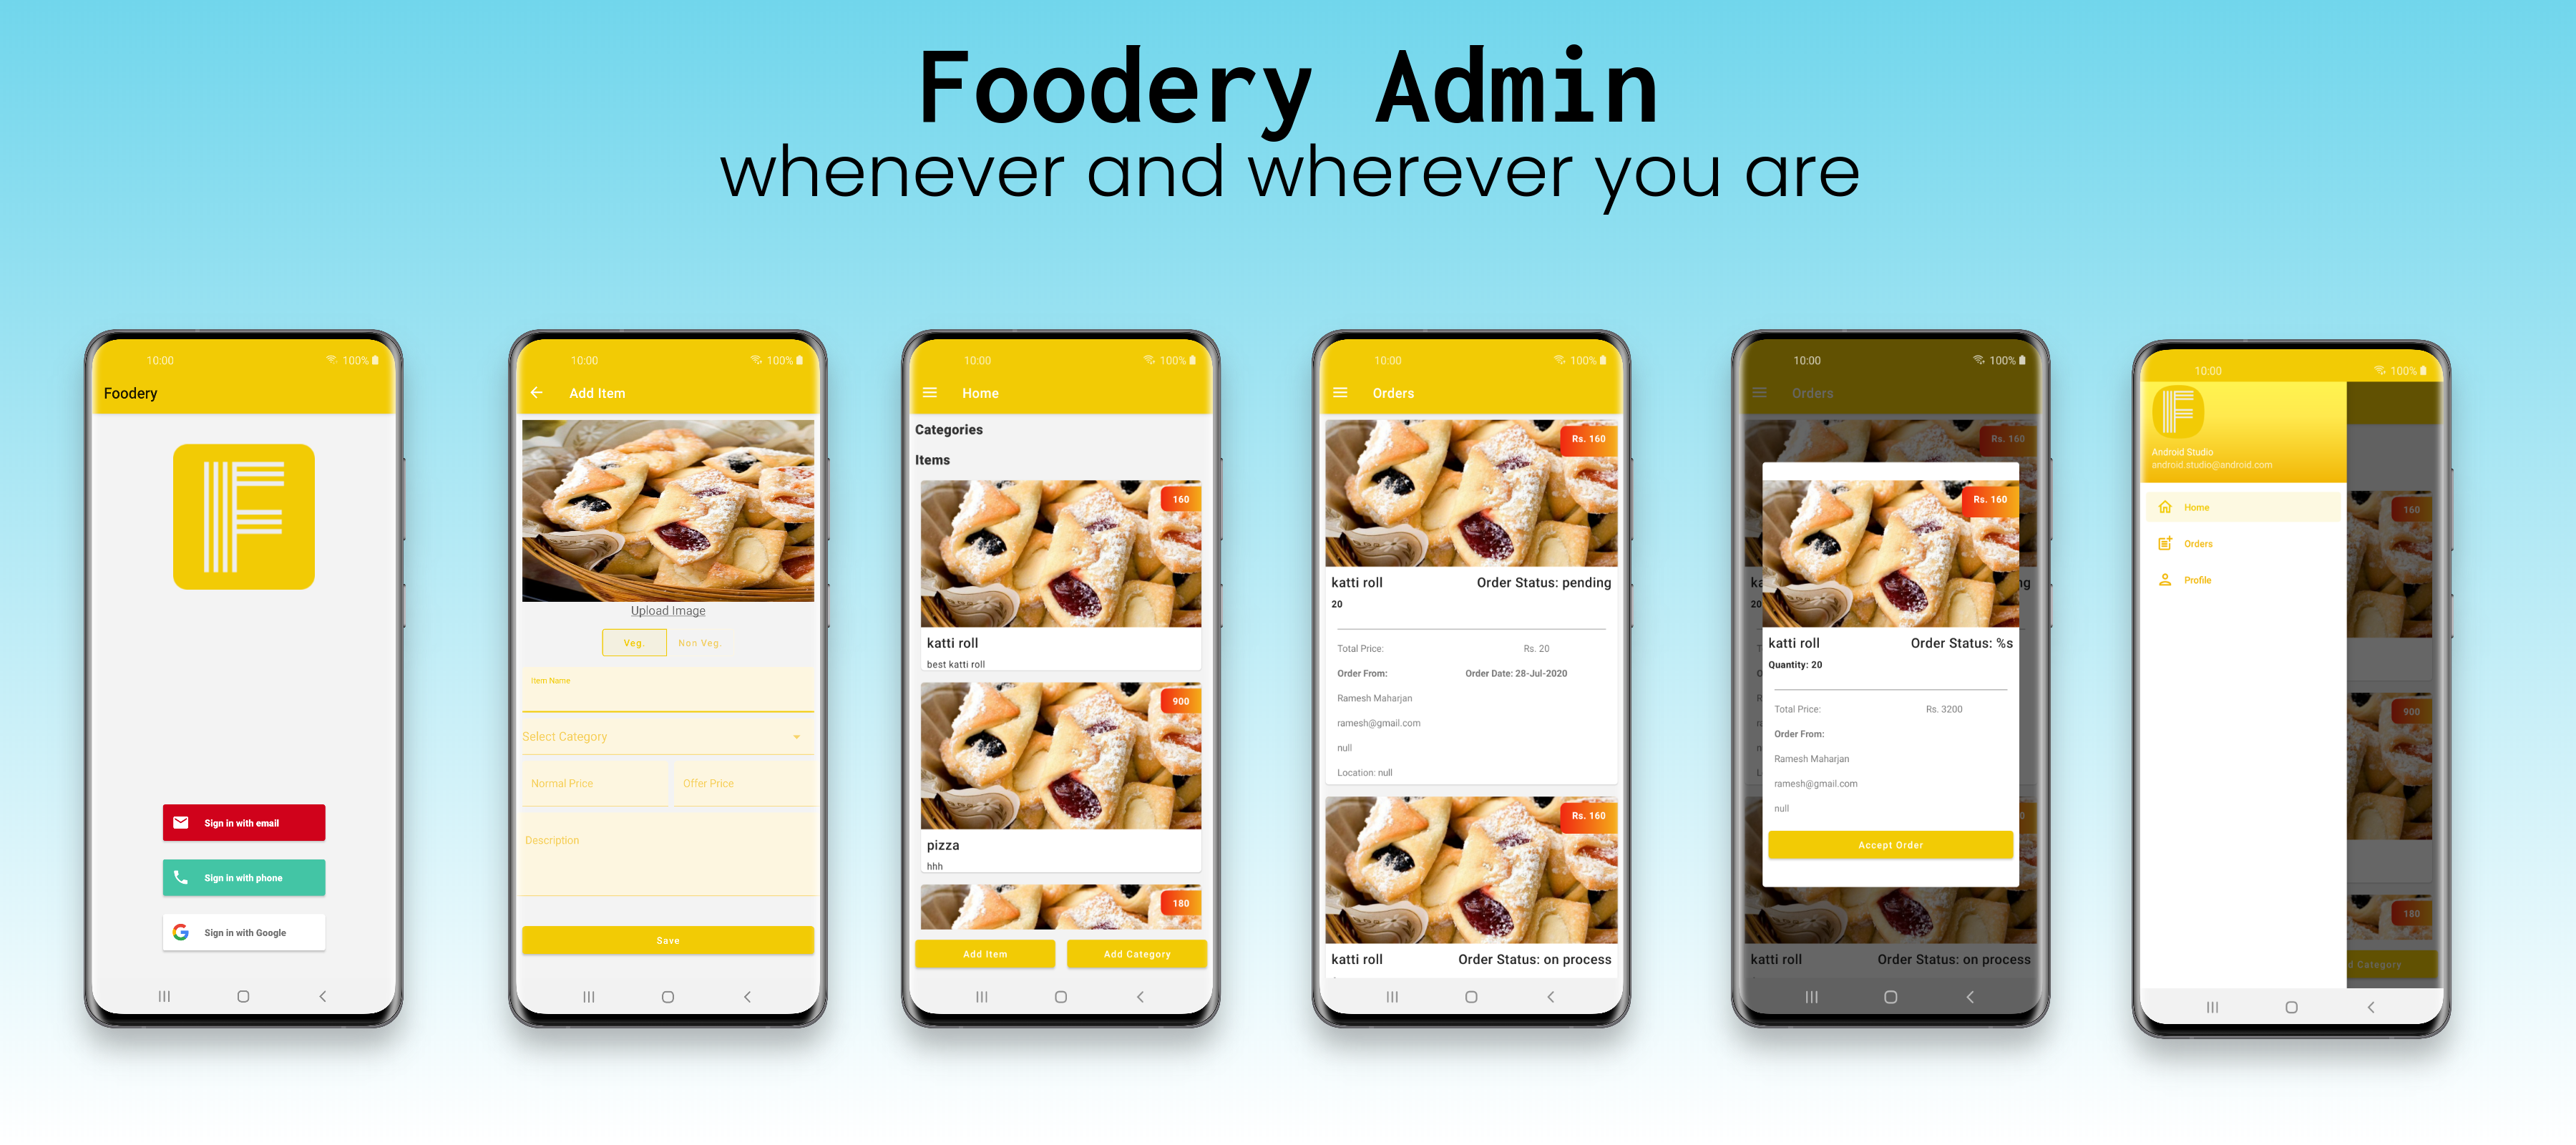 Foodery Admin
whenever and wherever you are
10:00 100%
Foodery
Sign in with email
Sign in with phone
Sign in with Google
10:00 100%
Add Item
Upload Image
Veg. Non Veg.
Item Name
Select Category
Normal Price Offer Price
Description
Save
10:00 100%
Home
Categories
Items
160
katti roll
best katti roll
900
pizza
hhh
180
Add Item Add Category
10:00 100%
Orders
Rs. 160
katti roll Order Status: pending
20
Total Price: Rs. 20
Order From: Order Date: 28-Jul-2020
Ramesh Maharjan
ramesh@gmail.com
null
Location: null
Rs. 160
katti roll Order Status: on process
10:00 100%
Orders
Rs. 160
Rs. 160
katti roll Order Status: %s
Quantity: 20
Total Price: Rs. 3200
Order From:
Ramesh Maharjan
ramesh@gmail.com
null
Accept Order
katti roll Order Status: on process
10:00 100%
Android Studio
android.studio@android.com
Home
Orders
Profile
160
900
180
d Category